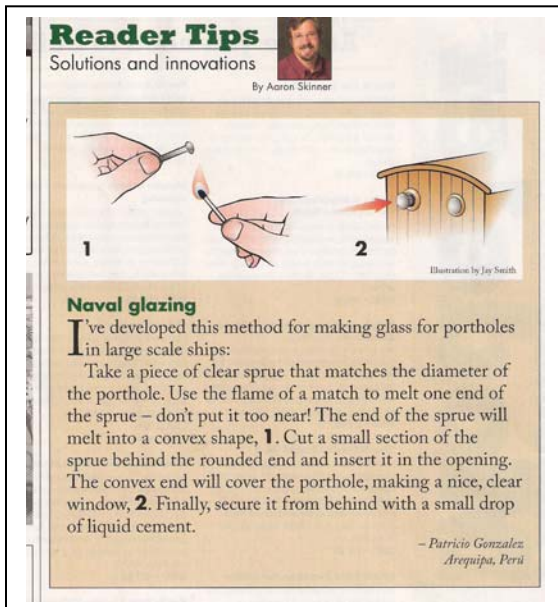 Reader Tips
Solutions and innovations
By Aaron Skinner
1
2
Illustration by Jay Smith
Naval glazing
I've developed this method for making glass for portholes
in large scale ships:
Take a piece of clear sprue that matches the diameter of
the porthole. Use the flame of a match to melt one end of
the sprue – don't put it too near! The end of the sprue will
melt into a convex shape, 1. Cut a small section of the
sprue behind the rounded end and insert it in the opening.
The convex end will cover the porthole, making a nice, clear
window, 2. Finally, secure it from behind with a small drop
of liquid cement.
– Patricio Gonzalez
Arequipa, Perú